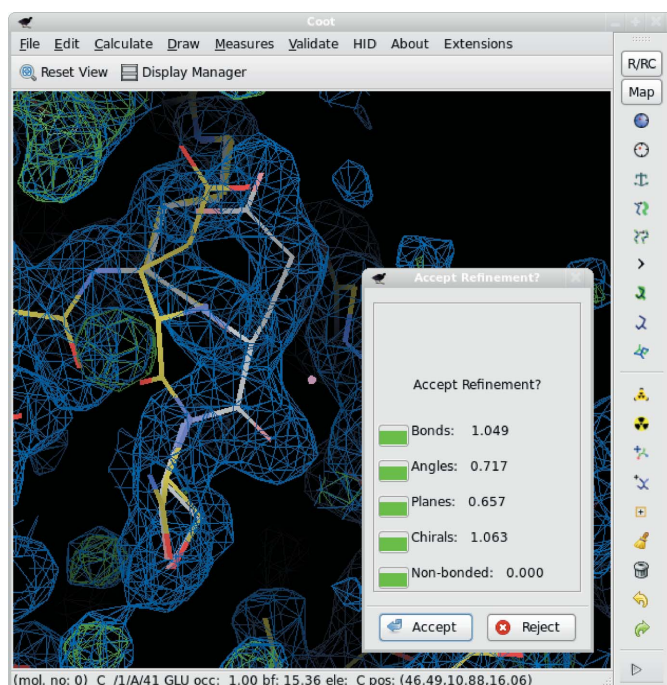 Coot
File Edit Calculate Draw Measures Validate HID About Extensions
Reset View Display Manager
R/RC
Map
Accept Refinement?
Accept Refinement?
Bonds: 1.049
Angles: 0.717
Planes: 0.657
Chirals: 1.063
Non-bonded: 0.000
Accept Reject
(mol. no: 0) C /1/A/41 GLU occ: 1.00 bf: 15.36 ele: C pos: (46.49,10.88,16.06)